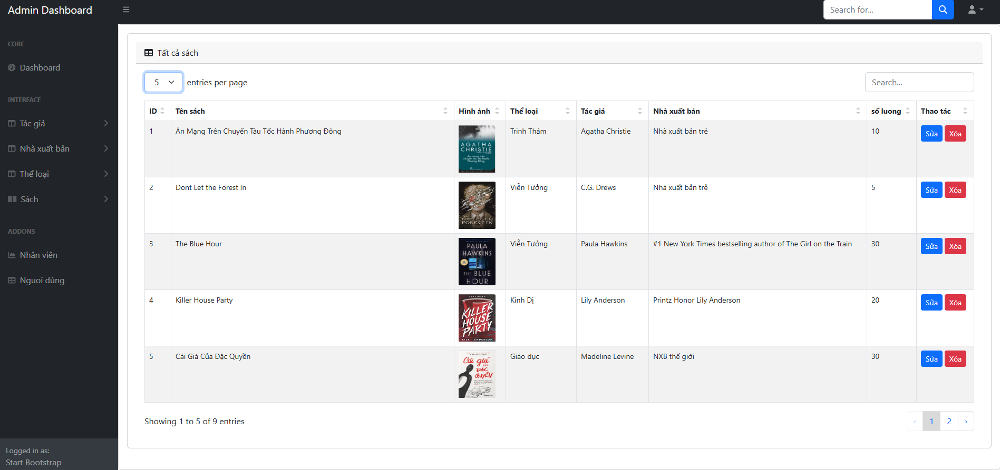 Admin Dashboard
Search for...
CORE
Dashboard
INTERFACE
Tác giả
Nhà xuất bản
Thể loại
Sách
ADDONS
Nhân viên
Nguoi dùng
Logged in as:
Start Bootstrap
Tất cả sách
5 entries per page
Search...
ID Tên sách Hình ảnh Thể loại Tác giả Nhà xuất bản số luong Thao tác
1 Án Mạng Trên Chuyến Tàu Tốc Hành Phương Đông Trinh Thám Agatha Christie Nhà xuất bản trẻ 10 Sửa Xóa
AGATHA
CHRISTIE
Án mạng trên
chuyến tàu tốc hành
Phương Đông
2 Dont Let the Forest In Viễn Tưởng C.G. Drews Nhà xuất bản trẻ 5 Sửa Xóa
DON'T LET THE
FOREST IN
3 The Blue Hour Viễn Tưởng Paula Hawkins #1 New York Times bestselling author of The Girl on the Train 30 Sửa Xóa
PAULA
HAWKINS
THE BLUE
HOUR
4 Killer House Party Kinh Dị Lily Anderson Printz Honor Lily Anderson 20 Sửa Xóa
KILLER
HOUSE
PARTY
LILY ANDERSON
5 Cái Giá Của Đặc Quyền Giáo dục Madeline Levine NXB thế giới 30 Sửa Xóa
Cái giá
của
ĐẶC
QUYỀN
Showing 1 to 5 of 9 entries
‹ 1 2 ›